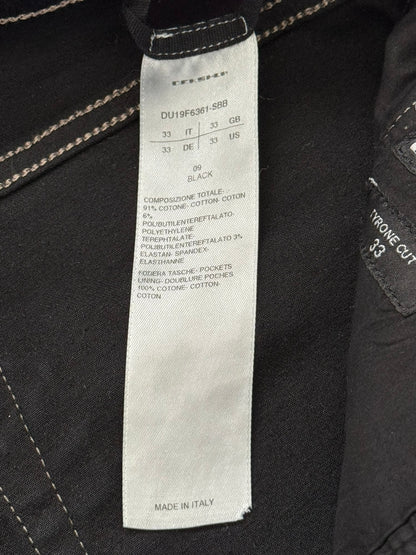 DRKSHDW
DU19F6361-SBB
33 IT 33 GB
33 DE 33 US
09
BLACK
COMPOSIZIONE TOTALE-
91% COTONE- COTTON- COTON
6%
POLIBUTILENTEREFTALATO-
POLYETHYLENE
TEREPHTALATE-
POLIBUTILENTEREFTALATO 3%
ELASTAN- SPANDEX-
ELASTHANNE
FODERA TASCHE- POCKETS
LINING- DOUBLURE POCHES
100% COTONE- COTTON-
COTON
MADE IN ITALY
TYRONE CUT
33